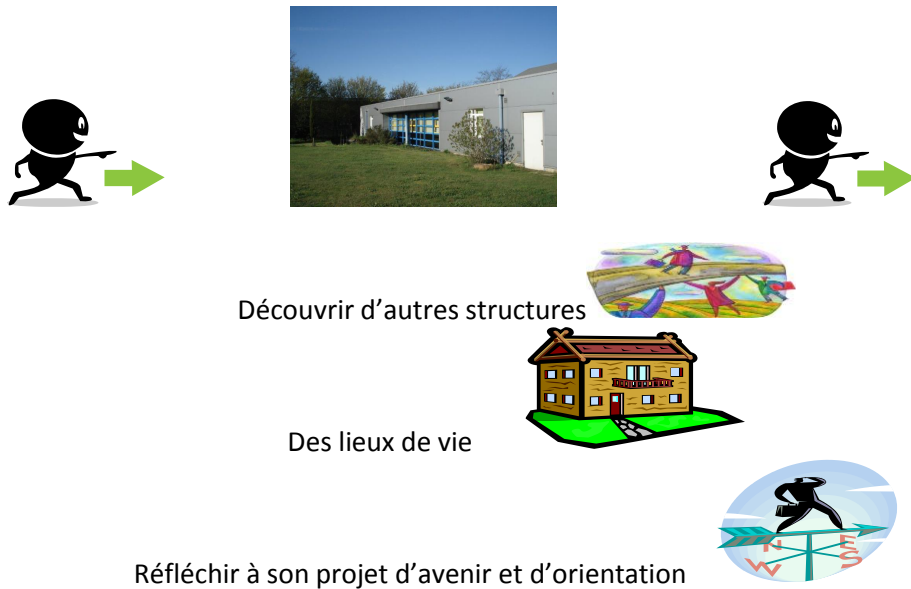 Découvrir d’autres structures
Des lieux de vie
N E
W S
Réfléchir à son projet d’avenir et d’orientation